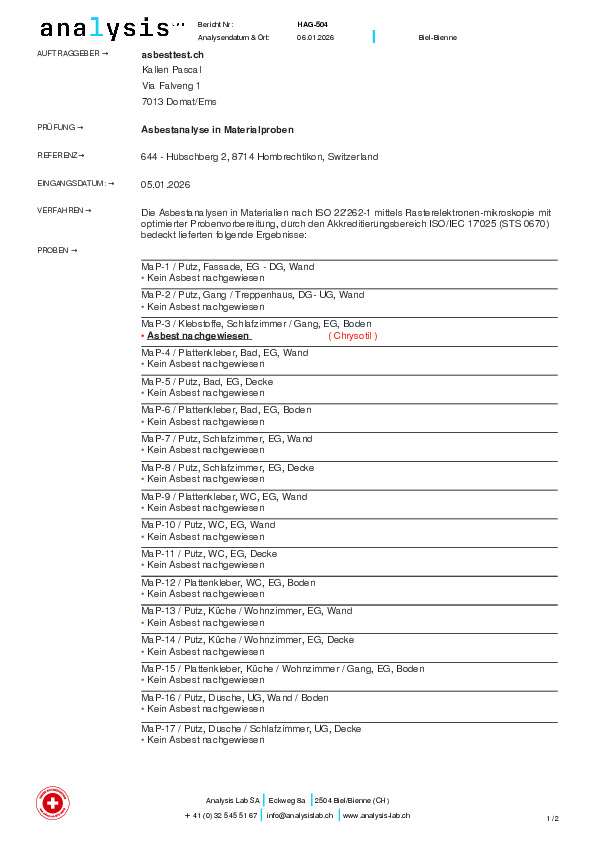 analysis
Bericht Nr: HAG-504
Analysendatum & Ort: 06.01.2026 Biel-Bienne
AUFTRAGGEBER → asbesttest.ch
Kallen Pascal
Via Falveng 1
7013 Domat/Ems
PRÜFUNG → Asbestanalyse in Materialproben
REFERENZ → 644 - Hubschberg 2, 8714 Hombrechtikon, Switzerland
EINGANGSDATUM: → 05.01.2026
VERFAHREN → Die Asbestanalysen in Materialien nach ISO 22'262-1 mittels Rasterelektronen-mikroskopie mit
optimierter Probenvorbereitung, durch den Akkreditierungsbereich ISO/IEC 17'025 (STS 0670)
bedeckt lieferten folgende Ergebnisse:
PROBEN →
MaP-1 / Putz, Fassade, EG - DG, Wand
• Kein Asbest nachgewiesen
MaP-2 / Putz, Gang / Treppenhaus, DG- UG, Wand
• Kein Asbest nachgewiesen
MaP-3 / Klebstoffe, Schlafzimmer / Gang, EG, Boden
• Asbest nachgewiesen ( Chrysotil )
MaP-4 / Plattenkleber, Bad, EG, Wand
• Kein Asbest nachgewiesen
MaP-5 / Putz, Bad, EG, Decke
• Kein Asbest nachgewiesen
MaP-6 / Plattenkleber, Bad, EG, Boden
• Kein Asbest nachgewiesen
MaP-7 / Putz, Schlafzimmer, EG, Wand
• Kein Asbest nachgewiesen
MaP-8 / Putz, Schlafzimmer, EG, Decke
• Kein Asbest nachgewiesen
MaP-9 / Plattenkleber, WC, EG, Wand
• Kein Asbest nachgewiesen
MaP-10 / Putz, WC, EG, Wand
• Kein Asbest nachgewiesen
MaP-11 / Putz, WC, EG, Decke
• Kein Asbest nachgewiesen
MaP-12 / Plattenkleber, WC, EG, Boden
• Kein Asbest nachgewiesen
MaP-13 / Putz, Küche / Wohnzimmer, EG, Wand
• Kein Asbest nachgewiesen
MaP-14 / Putz, Küche / Wohnzimmer, EG, Decke
• Kein Asbest nachgewiesen
MaP-15 / Plattenkleber, Küche / Wohnzimmer / Gang, EG, Boden
• Kein Asbest nachgewiesen
MaP-16 / Putz, Dusche, UG, Wand / Boden
• Kein Asbest nachgewiesen
MaP-17 / Putz, Dusche / Schlafzimmer, UG, Decke
• Kein Asbest nachgewiesen
Analysis Lab SA | Eckweg 8a | 2504 Biel/Bienne (CH)
+ 41 (0) 32 545 51 67 | info@analysislab.ch | www.analysis-lab.ch
1 / 2